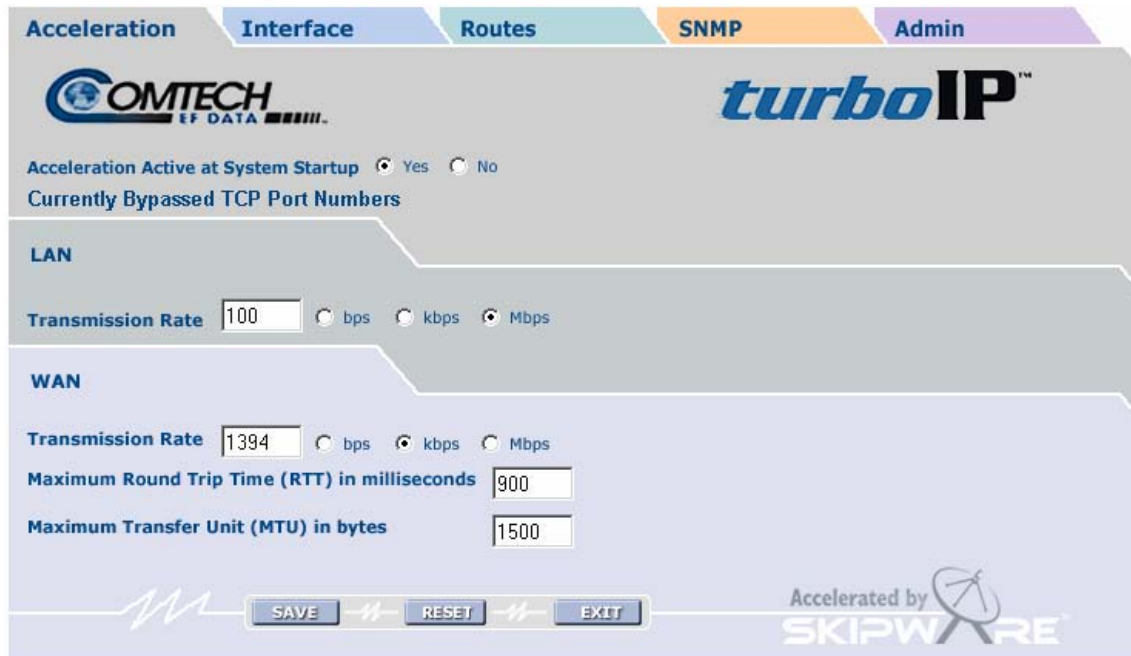 Acceleration Interface Routes SNMP Admin
COMTECH
EF DATA
turboIP™
Acceleration Active at System Startup Yes No
Currently Bypassed TCP Port Numbers
LAN
Transmission Rate 100 bps kbps Mbps
WAN
Transmission Rate 1394 bps kbps Mbps
Maximum Round Trip Time (RTT) in milliseconds 900
Maximum Transfer Unit (MTU) in bytes 1500
SAVE RESET EXIT
Accelerated by
SKIPWARE